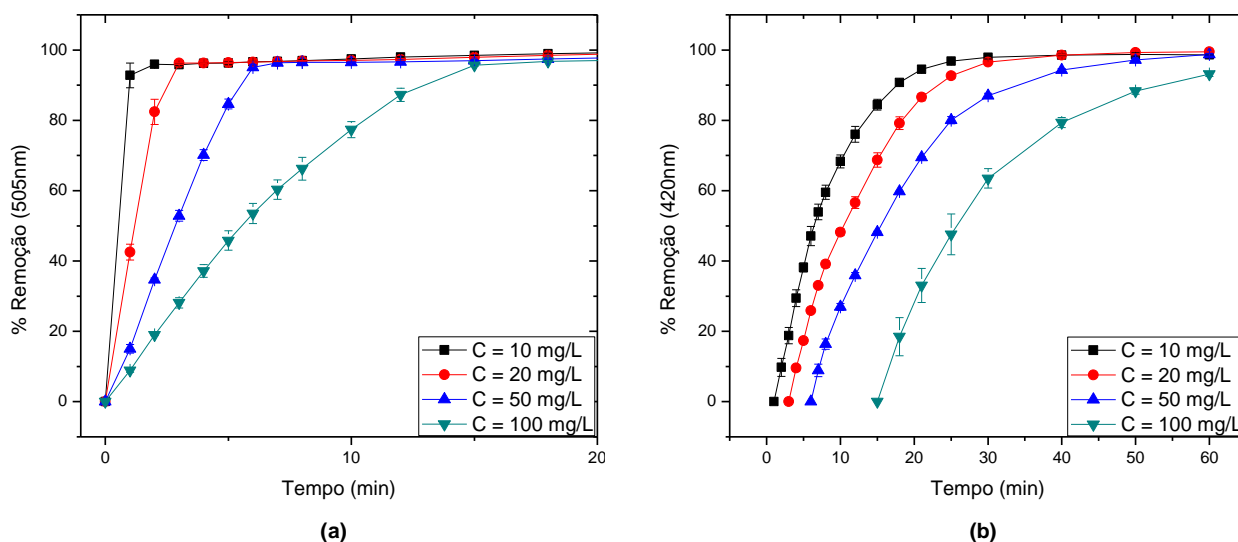 100
80
60
40
20
0
% Remoção (505nm)
0
10
20
Tempo (min)
C = 10 mg/L
C = 20 mg/L
C = 50 mg/L
C = 100 mg/L
(a)
100
80
60
40
20
0
% Remoção (420nm)
0
10
20
30
40
50
60
Tempo (min)
C = 10 mg/L
C = 20 mg/L
C = 50 mg/L
C = 100 mg/L
(b)